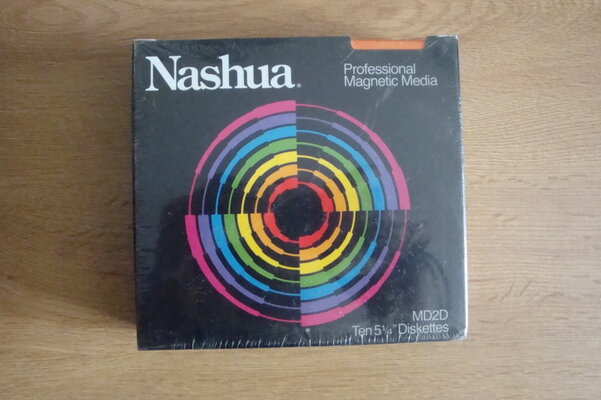 Nashua®
Professional
Magnetic Media
MD2D
Ten 5¼" Diskettes